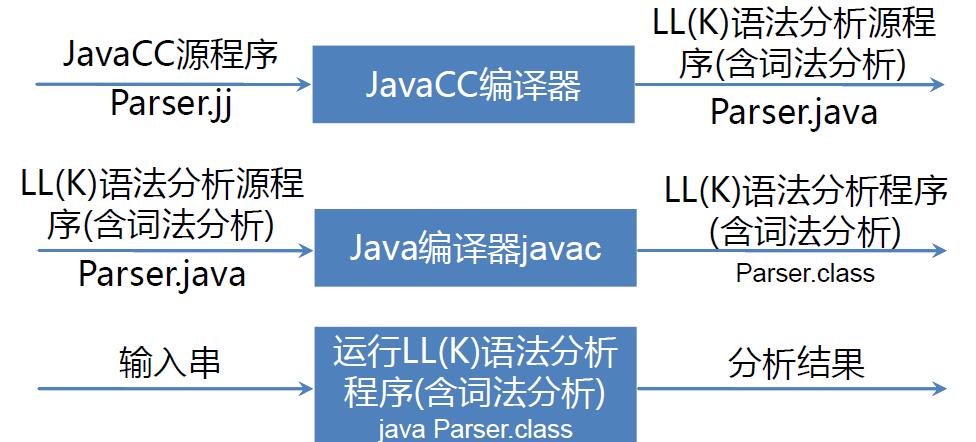 JavaCC源程序
Parser.jj
JavaCC编译器
LL(K)语法分析源程
序(含词法分析)
Parser.java
LL(K)语法分析源程
序(含词法分析)
Parser.java
Java编译器javac
LL(K)语法分析程序
(含词法分析)
Parser.class
输入串
运行LL(K)语法分析
程序(含词法分析)
java Parser.class
分析结果